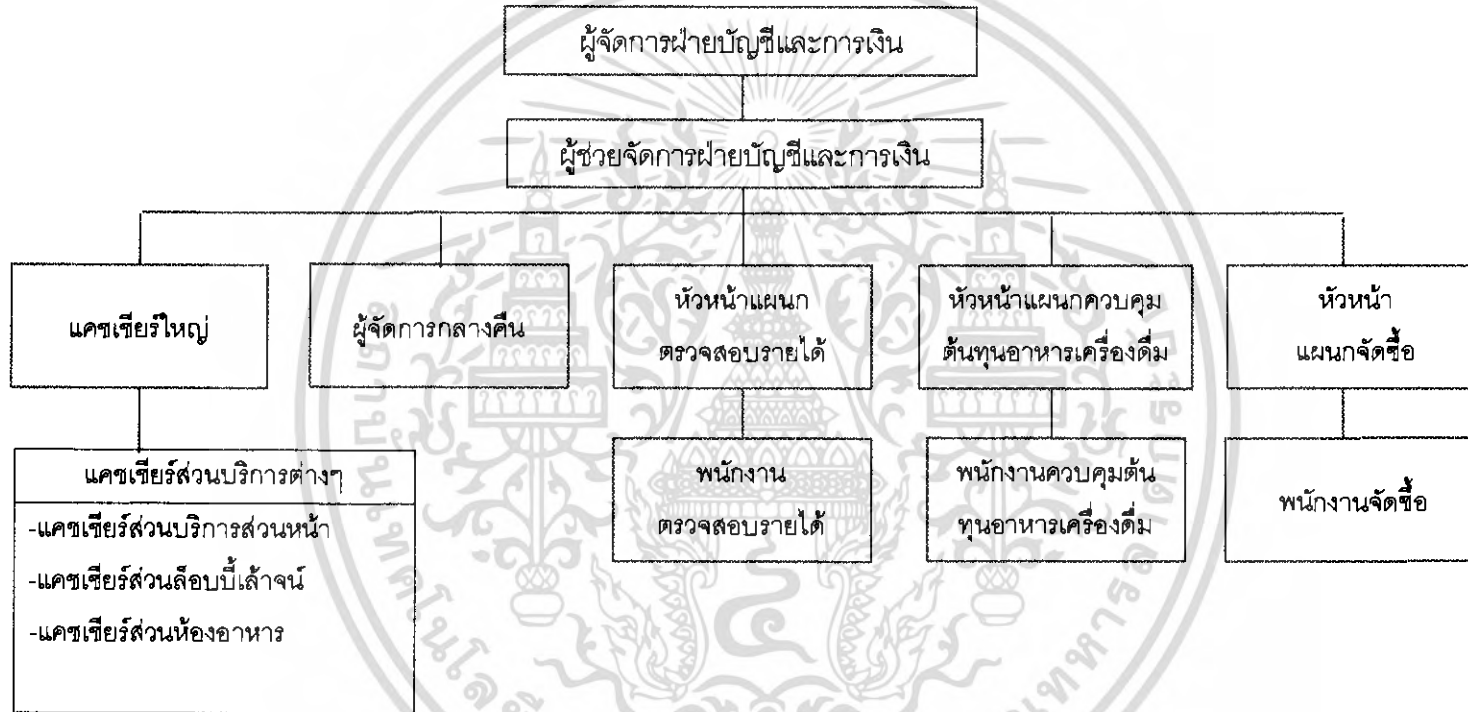 ผู้จัดการฝ่ายบัญชีและการเงิน
ผู้ช่วยจัดการฝ่ายบัญชีและการเงิน
แคชเชียร์ใหญ่
ผู้จัดการกลางคืน
หัวหน้าแผนก
ตรวจสอบรายได้
หัวหน้าแผนกควบคุม
ต้นทุนอาหารเครื่องดื่ม
หัวหน้า
แผนกจัดซื้อ
แคชเชียร์ส่วนบริการต่างๆ
-แคชเชียร์ส่วนบริการส่วนหน้า
-แคชเชียร์ส่วนล็อบบี้เล้าจน์
-แคชเชียร์ส่วนห้องอาหาร
พนักงาน
ตรวจสอบรายได้
พนักงานควบคุมต้น
ทุนอาหารเครื่องดื่ม
พนักงานจัดซื้อ